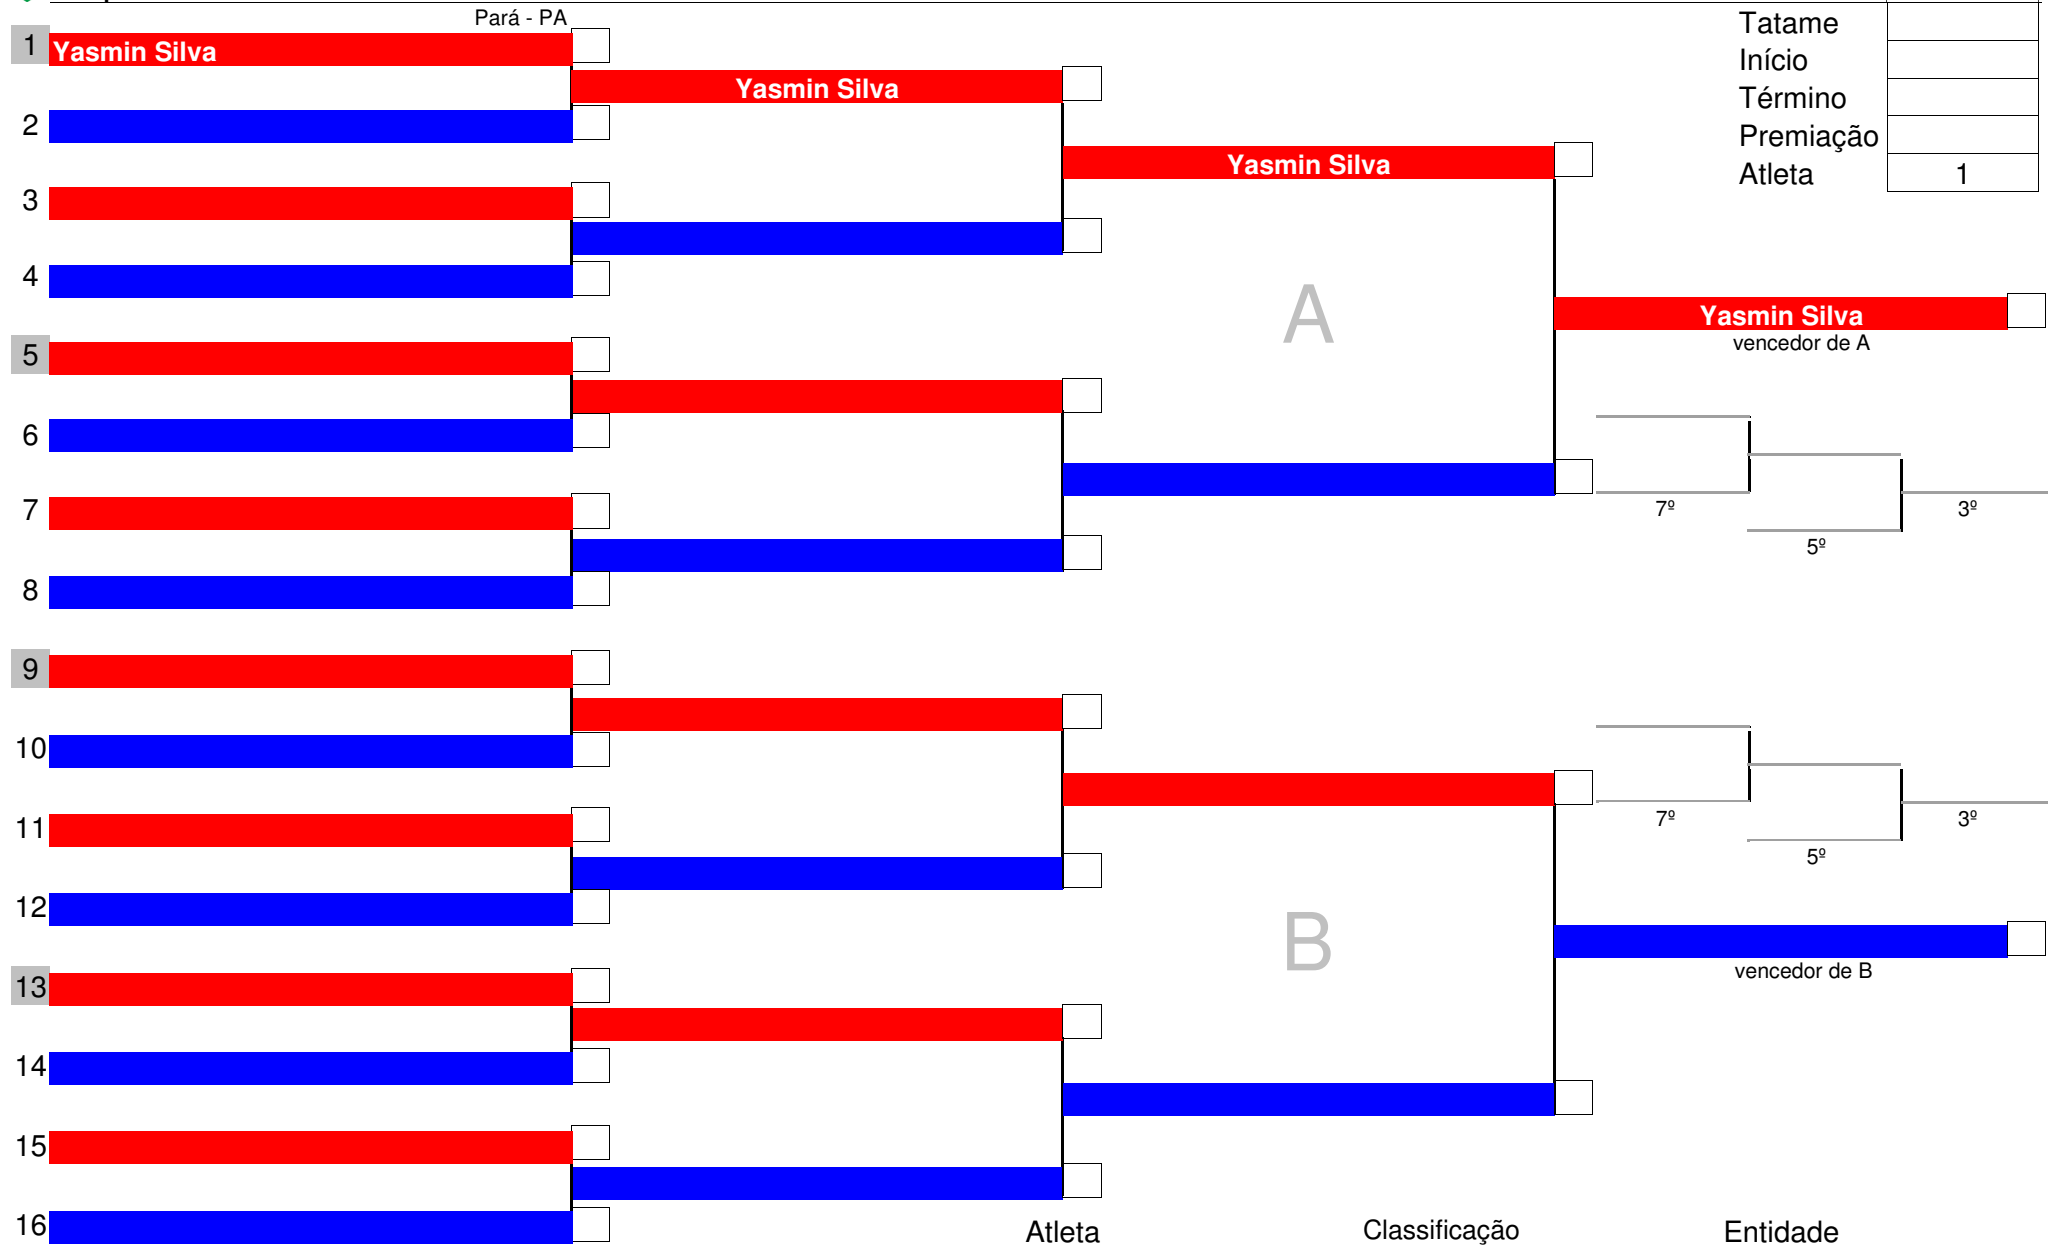 Pará - PA
Tatame
1 Yasmin Silva
Início
Yasmin Silva
Término
2
Premiação
Yasmin Silva
Atleta 1
3
4
A
Yasmin Silva
vencedor de A
5
6
7
7º 3º
5º
8
9
10
11
7º 3º
5º
12
B
vencedor de B
13
14
15
16
Atleta Classificação Entidade